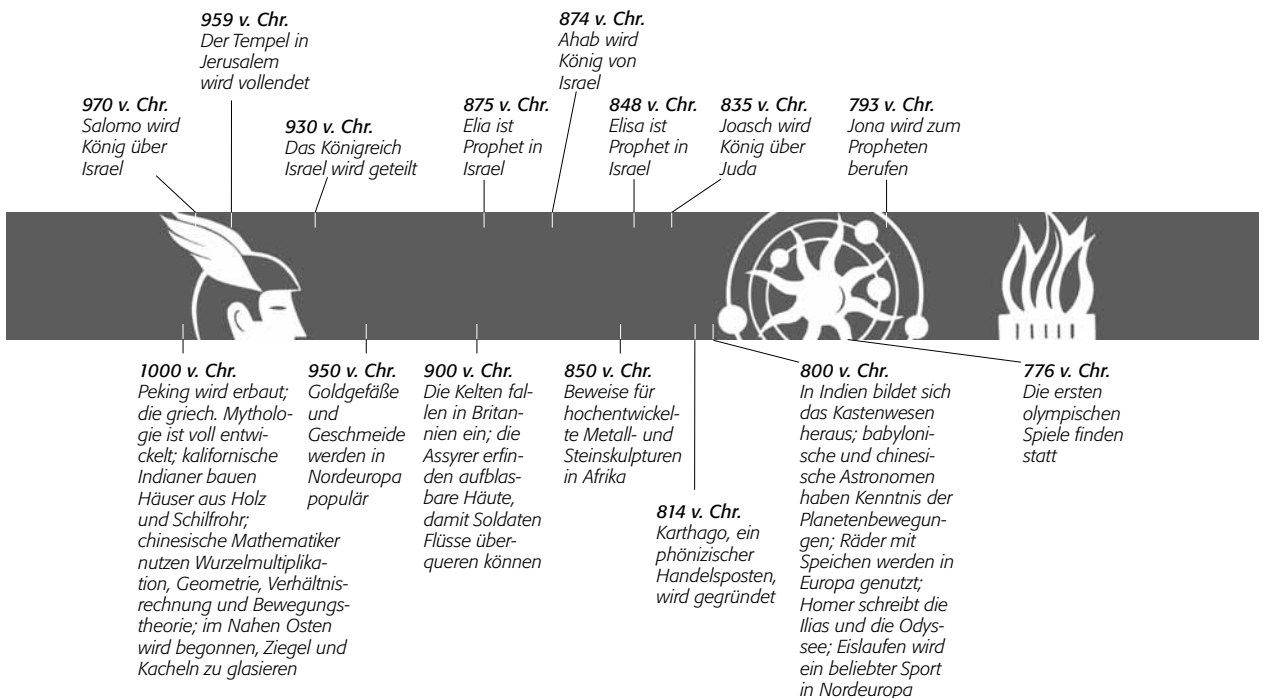 959 v. Chr.
Der Tempel in
Jerusalem
wird vollendet
874 v. Chr.
Ahab wird
König von
Israel
970 v. Chr.
Salomo wird
König über
Israel
930 v. Chr.
Das Königreich
Israel wird geteilt
875 v. Chr.
Elia ist
Prophet in
Israel
848 v. Chr.
Elisa ist
Prophet in
Israel
835 v. Chr.
Joasch wird
König über
Juda
793 v. Chr.
Jona wird zum
Propheten
berufen
1000 v. Chr.
Peking wird erbaut;
die griech. Mytholo-
gie ist voll entwi-
ckelt; kalifornische
Indianer bauen
Häuser aus Holz
und Schilfrohr;
chinesische Mathematiker
nutzen Wurzelmultiplika-
tion, Geometrie, Verhältnis-
rechnung und Bewegungs-
theorie; im Nahen Osten
wird begonnen, Ziegel und
Kacheln zu glasieren
950 v. Chr.
Goldgefäße
und
Geschmeide
werden in
Nordeuropa
populär
900 v. Chr.
Die Kelten fal-
len in Britan-
nien ein; die
Assyrer erfin-
den aufblas-
bare Häute,
damit Soldaten
Flüsse über-
queren können
850 v. Chr.
Beweise für
hochentwickel-
te Metall- und
Steinskulpturen
in Afrika
814 v. Chr.
Karthago, ein
phönizischer
Handelsposten,
wird gegründet
800 v. Chr.
In Indien bildet sich
das Kastenwesen
heraus; babyloni-
sche und chinesi-
sche Astronomen
haben Kenntnis der
Planetenbewegun-
gen; Räder mit
Speichen werden in
Europa genutzt;
Homer schreibt die
Ilias und die Odys-
see; Eislaufen wird
ein beliebter Sport
in Nordeuropa
776 v. Chr.
Die ersten
olympischen
Spiele finden
statt